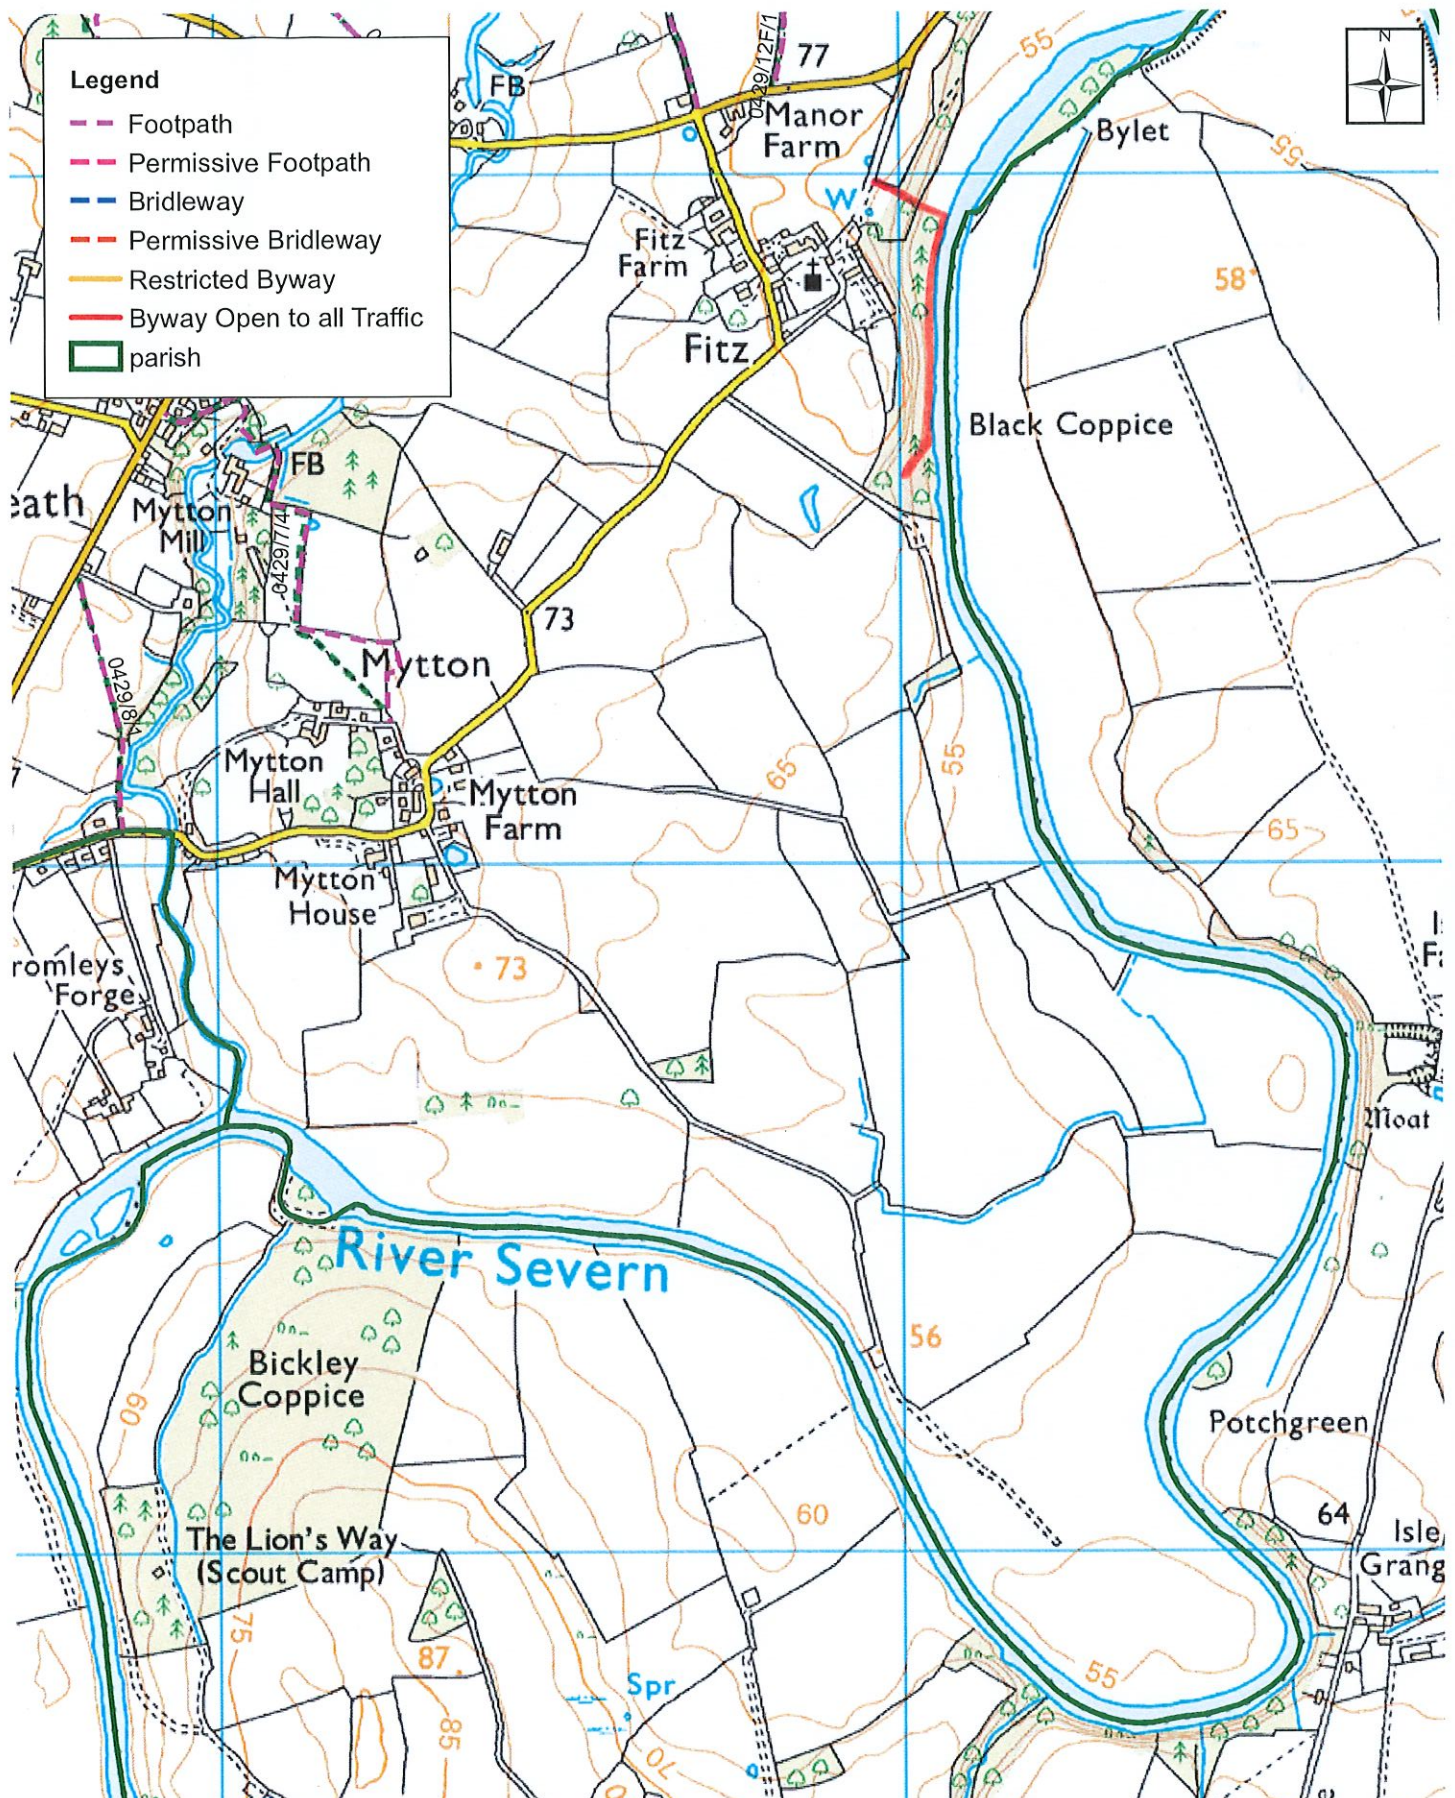 Legend
Footpath
Permissive Footpath
Bridleway
Permissive Bridleway
Restricted Byway
Byway Open to all Traffic
parish
N
FB
0429/12F/1
77
Manor
Farm
55
Bylet
55
W
Fitz
Farm
58
Fitz
Black Coppice
FB
eath
Mytton
Mill
0429/7/4
73
Mytton
0429/8/1
Mytton
Hall
Mytton
Farm
65
55
65
Mytton
House
73
romleys
Forge
Moat
River Severn
56
Bickley
Coppice
60
Potchgreen
60
64
Isle
Grang
The Lion's Way
(Scout Camp)
75
87
85
Spr
70
55